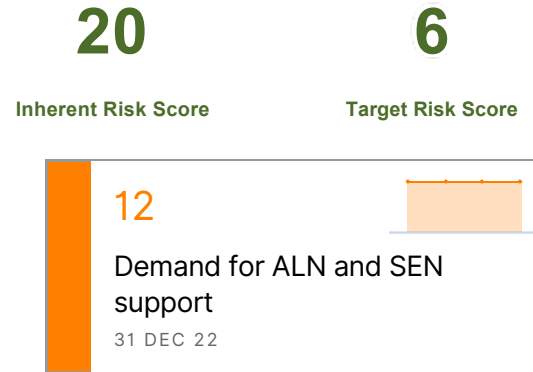 20 6
Inherent Risk Score Target Risk Score
12
Demand for ALN and SEN
support
31 DEC 22